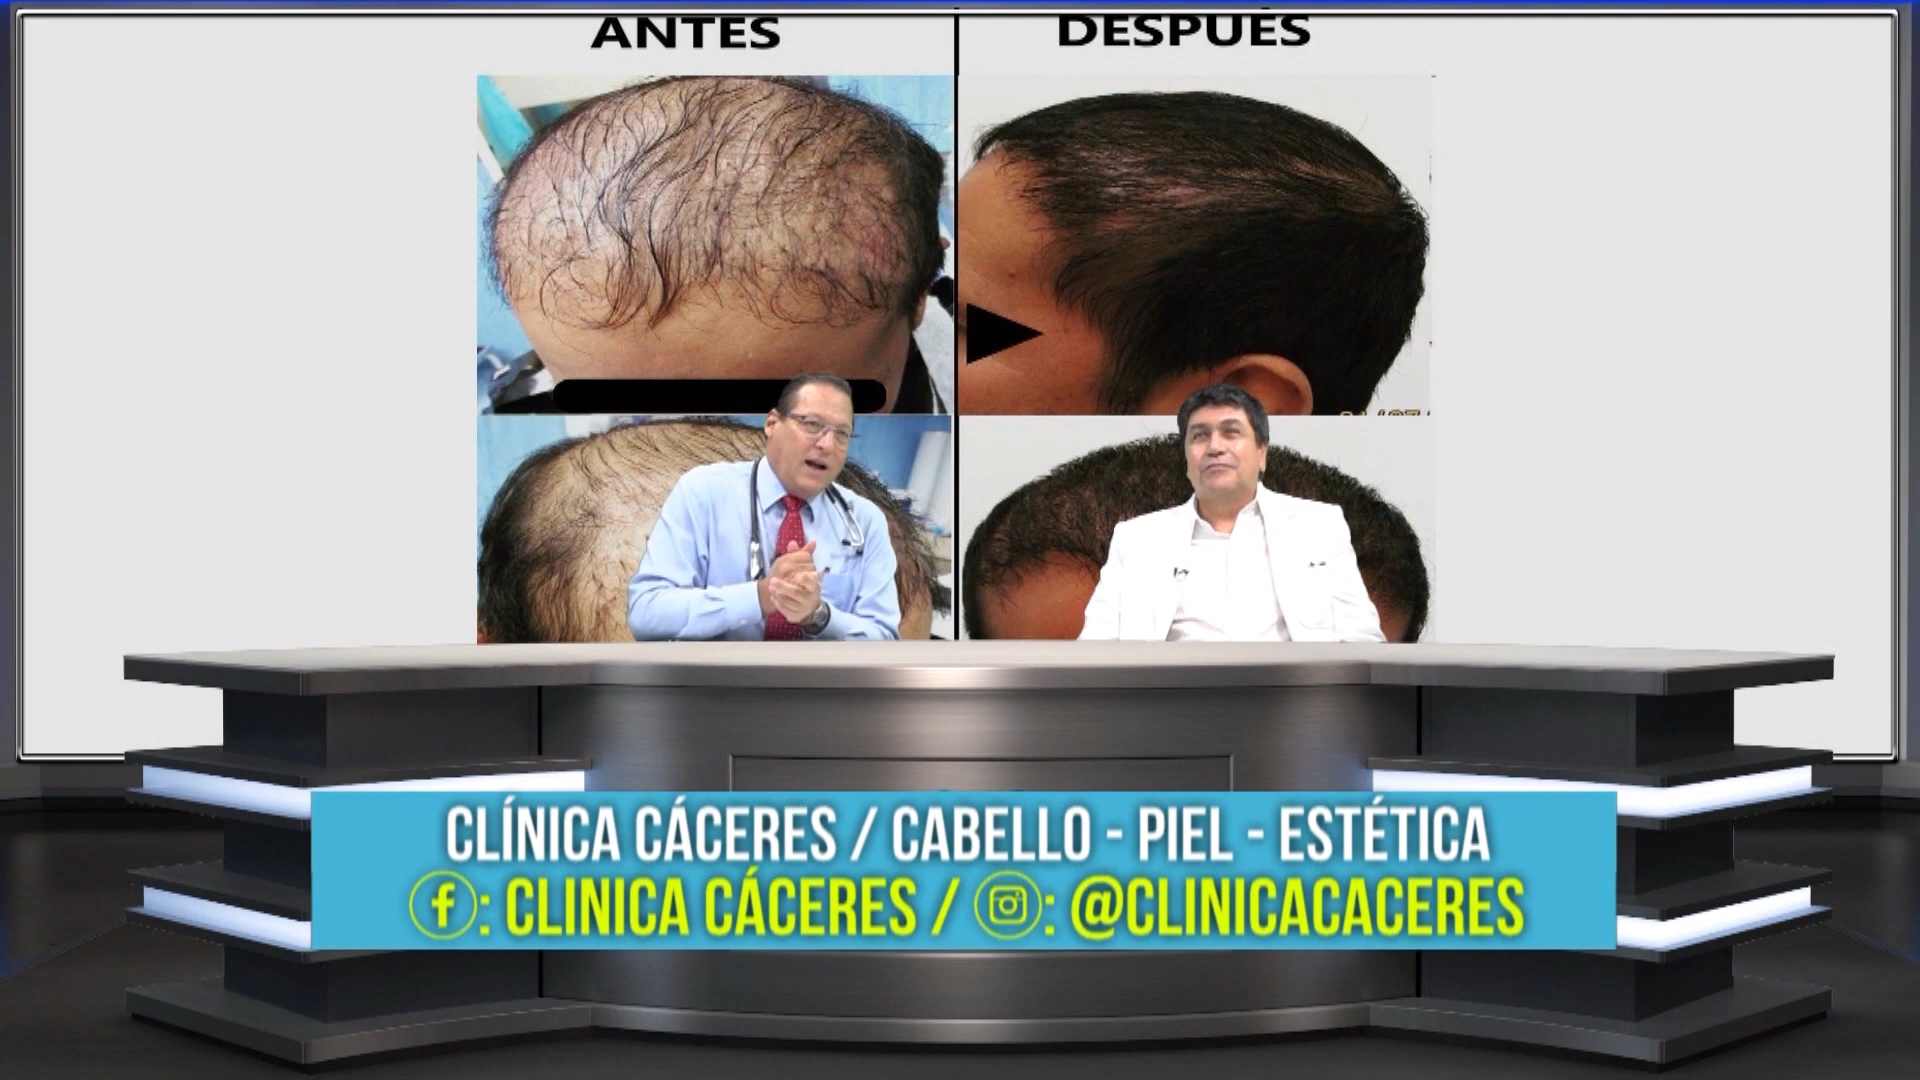 ANTES
DESPUÉS
CLÍNICA CÁCERES / CABELLO - PIEL - ESTÉTICA
: CLINICA CÁCERES / : @CLINICACACERES